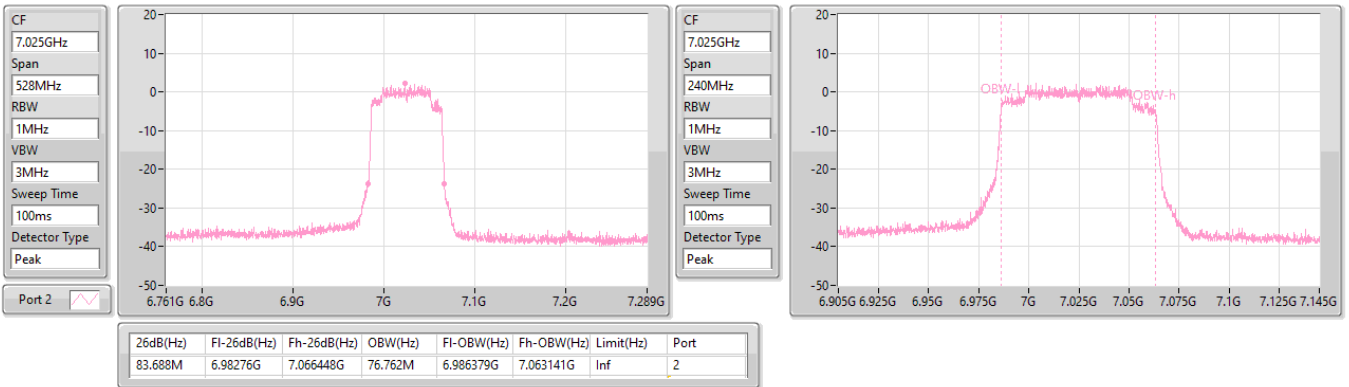 CF
7.025GHz
Span
528MHz
RBW
1MHz
VBW
3MHz
Sweep Time
100ms
Detector Type
Peak
Port 2
20
10
0
-10
-20
-30
-40
-50
6.761G 6.8G 6.9G 7G 7.1G 7.2G 7.289G
CF
7.025GHz
Span
240MHz
RBW
1MHz
VBW
3MHz
Sweep Time
100ms
Detector Type
Peak
20
10
0
-10
-20
-30
-40
-50
OBW-l
OBW-h
6.905G 6.925G 6.95G 6.975G 7G 7.025G 7.05G 7.075G 7.1G 7.125G 7.145G
26dB(Hz) Fl-26dB(Hz) Fh-26dB(Hz) OBW(Hz) Fl-OBW(Hz) Fh-OBW(Hz) Limit(Hz) Port
83.688M 6.98276G 7.066448G 76.762M 6.986379G 7.063141G Inf 2